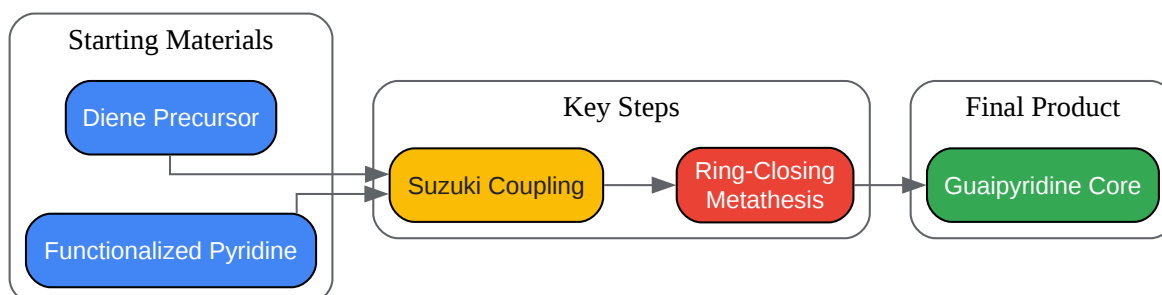 Starting Materials
Diene Precursor
Functionalized Pyridine
Key Steps
Suzuki Coupling
Ring-Closing
Metathesis
Final Product
Guaipyridine Core